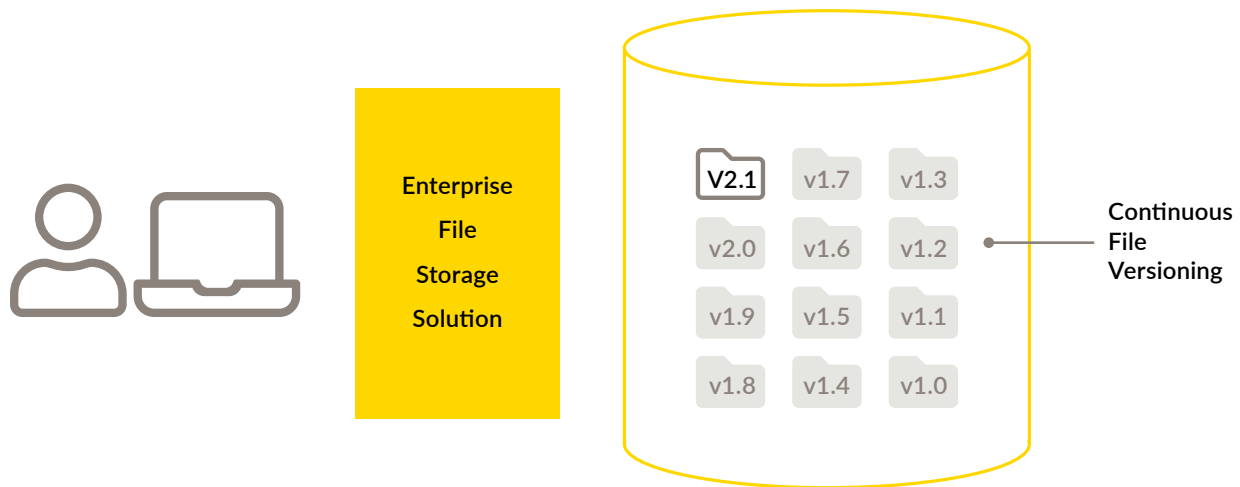 Enterprise
File
Storage
Solution
V2.1
v1.7
v1.3
v2.0
v1.6
v1.2
v1.9
v1.5
v1.1
v1.8
v1.4
v1.0
Continuous
File
Versioning